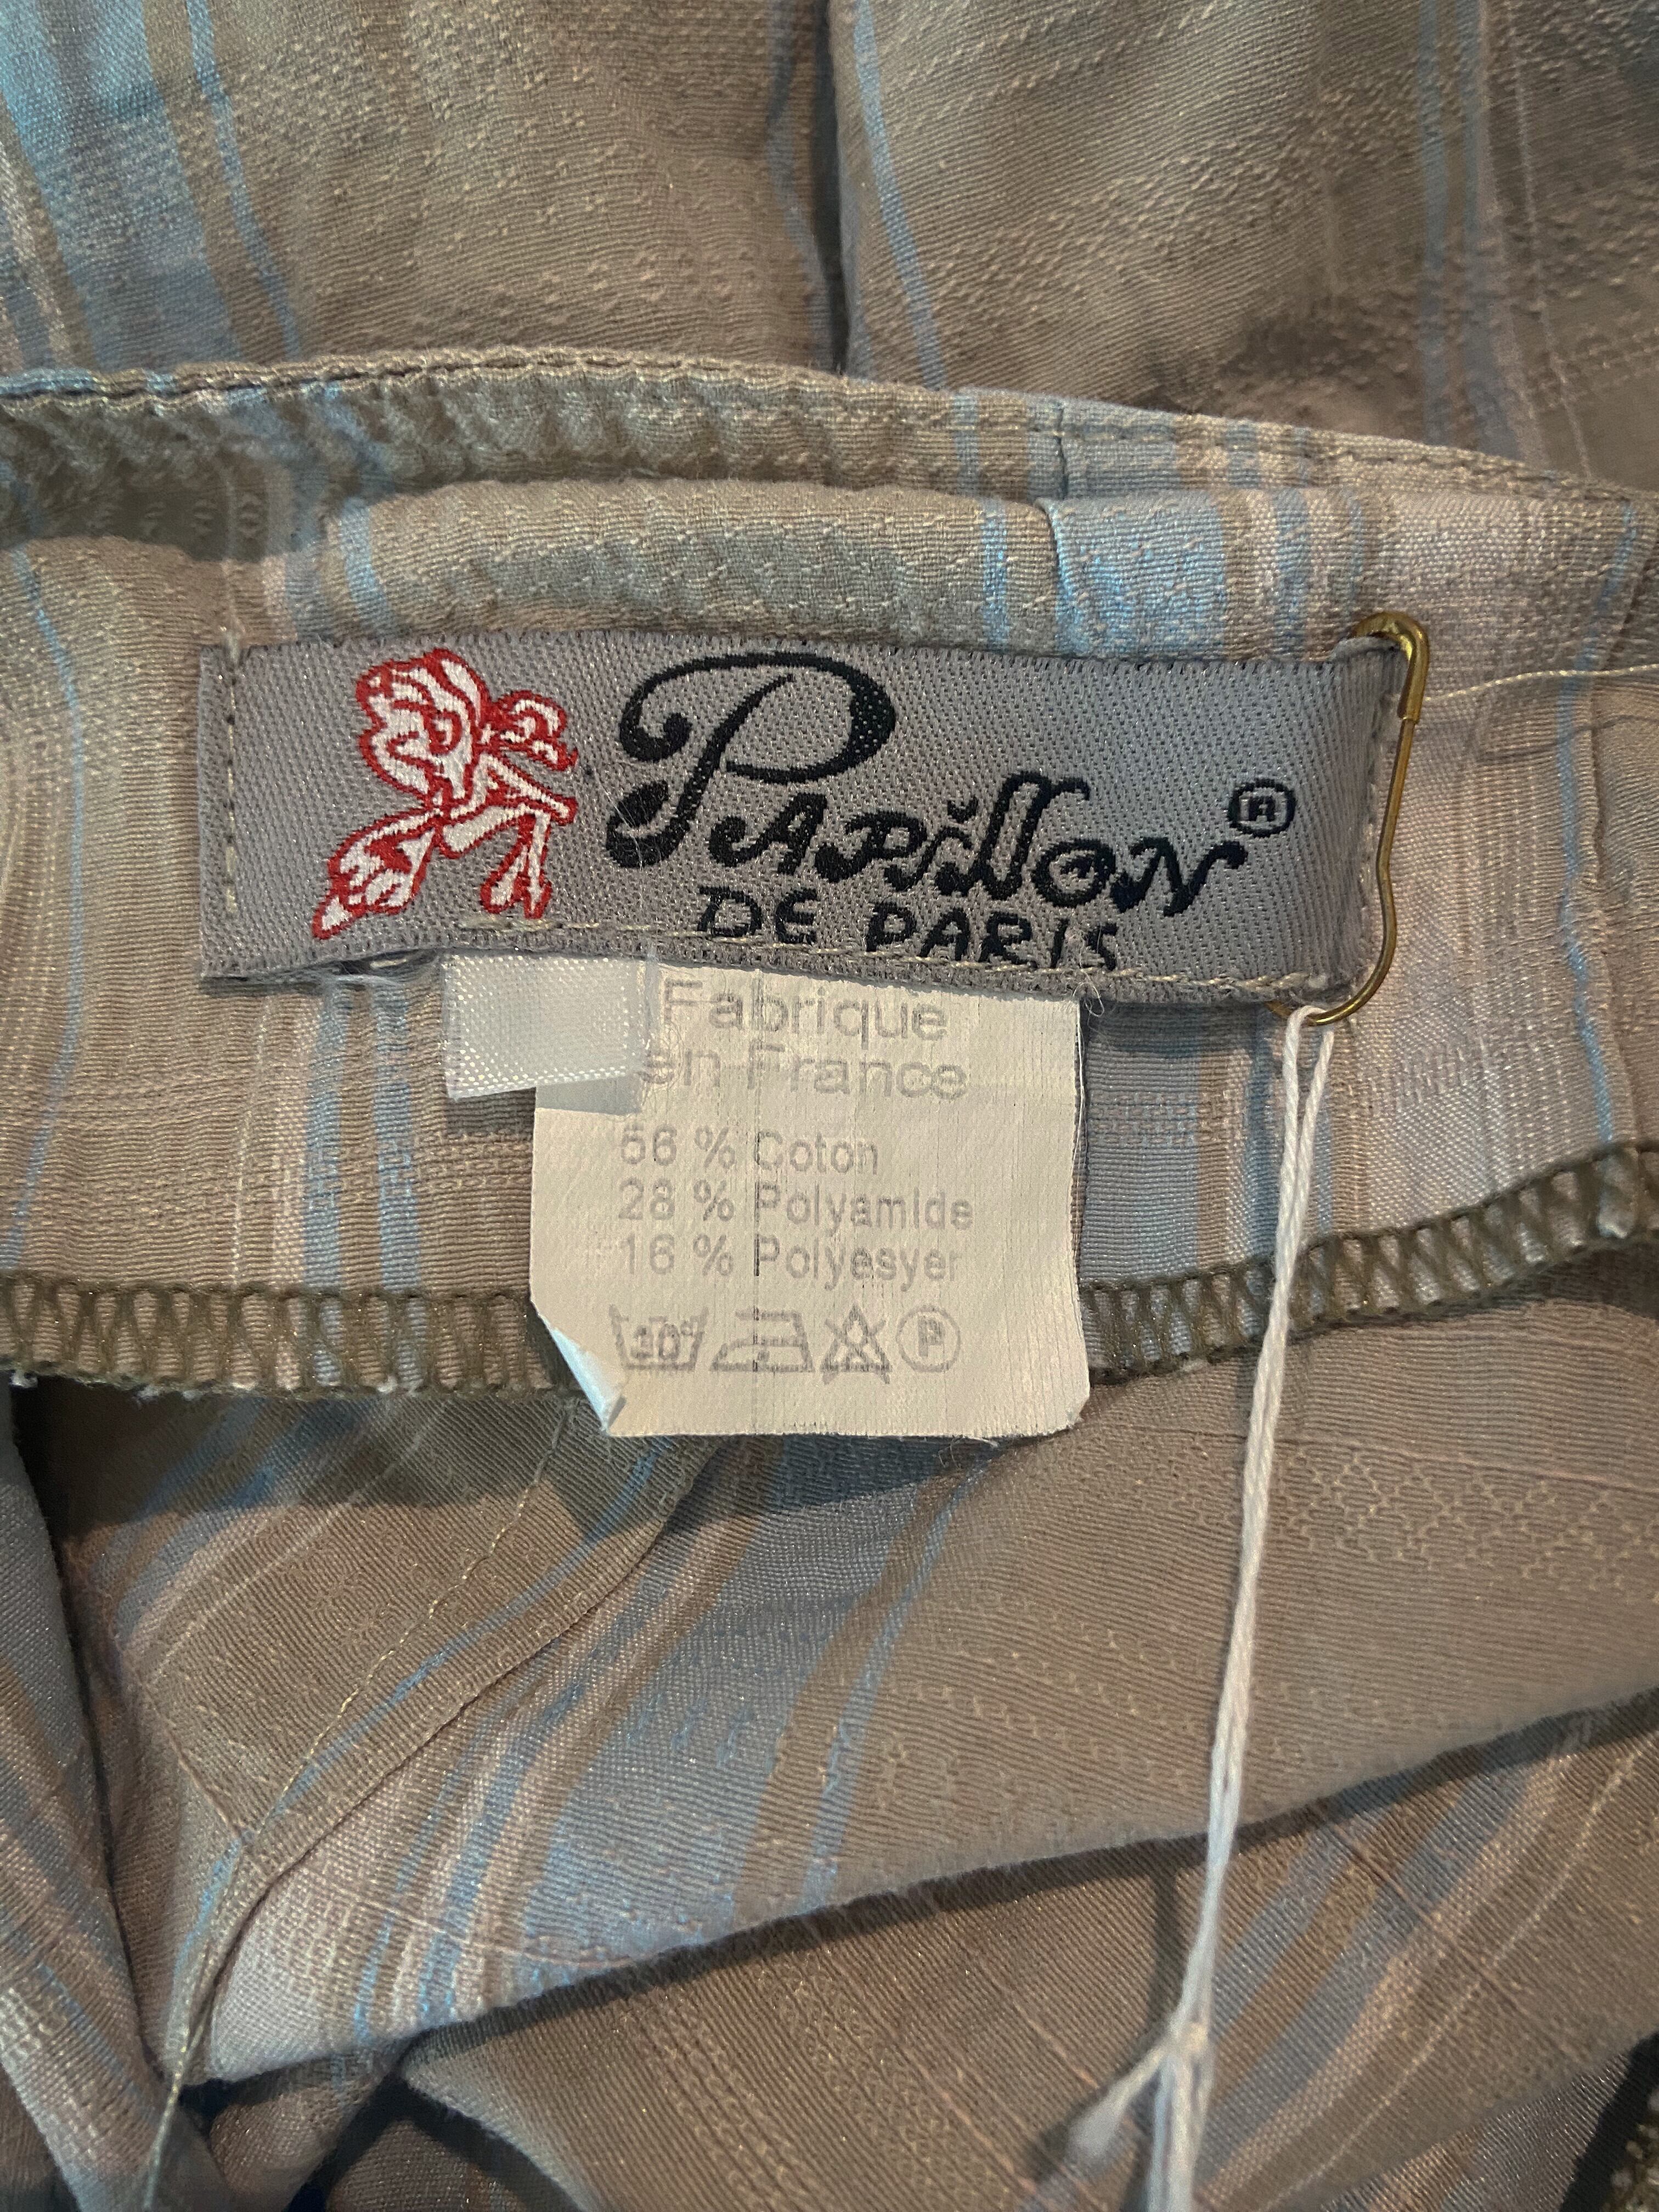 PAPillON ®
DE PARIS
Fabrique
en France
56 % Coton
28 % Polyamide
16 % Polyesyer
P